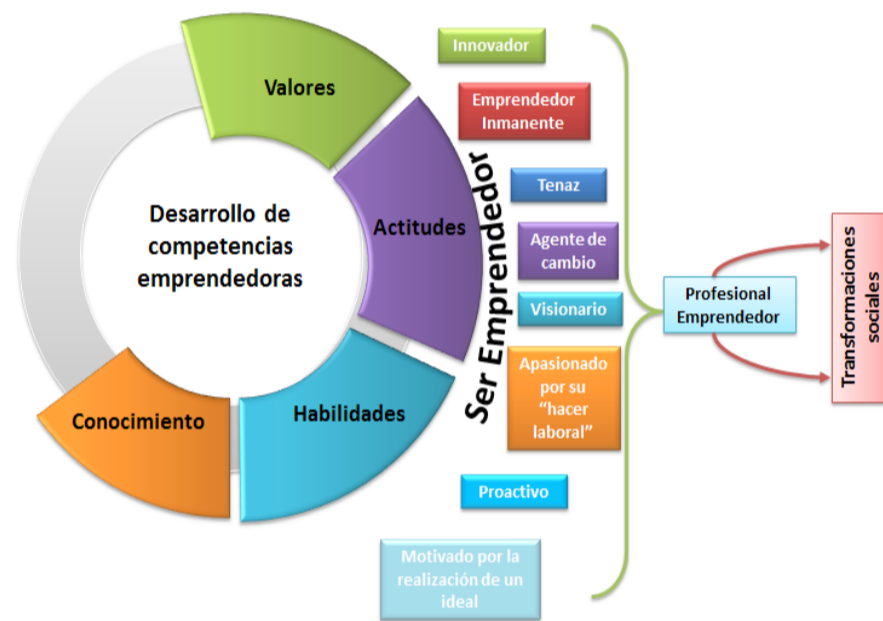 Valores
Actitudes
Habilidades
Conocimiento
Desarrollo de
competencias
emprendedoras
Ser Emprendedor
Innovador
Emprendedor
Inmanente
Tenaz
Agente de
cambio
Visionario
Apasionado
por su
“hacer
laboral”
Proactivo
Motivado por la
realización de un
ideal
Profesional
Emprendedor
Transformaciones
sociales